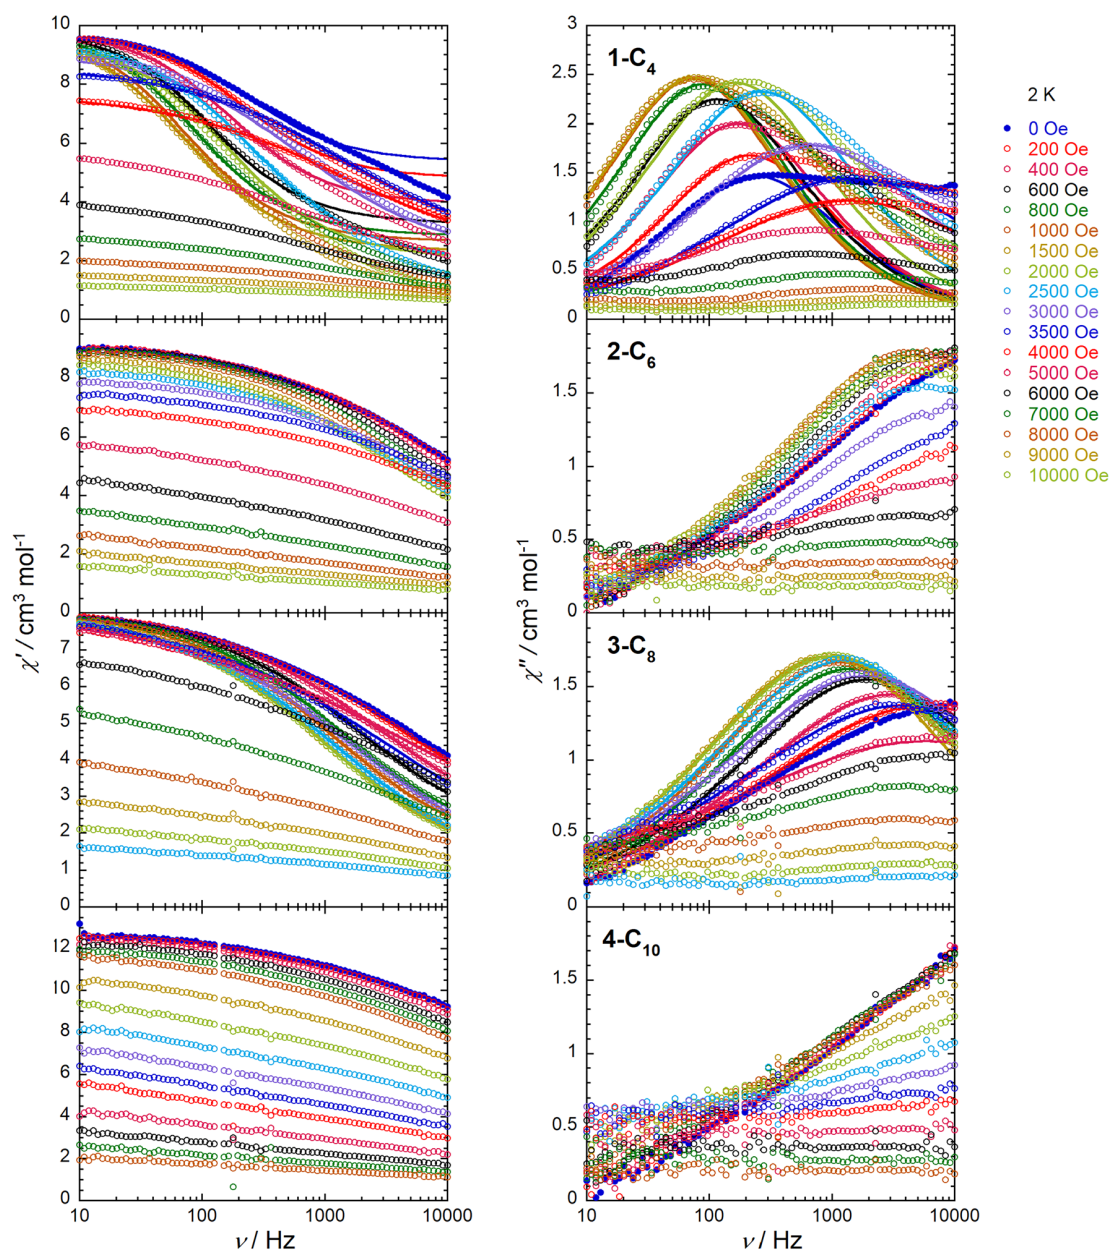 10
8
6
4
2
0
3
2.5
2
1.5
1
0.5
0
1-C₄
2 K
0 Oe
200 Oe
400 Oe
600 Oe
800 Oe
1000 Oe
1500 Oe
2000 Oe
2500 Oe
3000 Oe
3500 Oe
4000 Oe
5000 Oe
6000 Oe
7000 Oe
8000 Oe
9000 Oe
10000 Oe
8
6
4
2
0
1.5
1
0.5
0
2-C₆
χ′ / cm³ mol⁻¹
χ″ / cm³ mol⁻¹
7
6
5
4
3
2
1
0
1.5
1
0.5
0
3-C₈
12
10
8
6
4
2
0
1.5
1
0.5
0
4-C₁₀
10 100 1000 10000
10 100 1000 10000
ν / Hz
ν / Hz